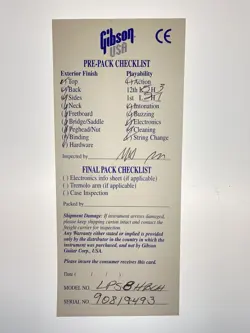 Gibson
USA
CE
PRE-PACK CHECKLIST
Exterior Finish Playability
Top Action
Back 12th
Sides 1st
Neck Intonation
Fretboard Buzzing
Bridge/Saddle Electronics
Peghead/Nut Cleaning
Binding String Change
( ) Hardware
Inspected by
FINAL PACK CHECKLIST
( ) Electronics info sheet (if applicable)
( ) Tremolo arm (if applicable)
( ) Case Inspection
Packed by
Shipment Damage: If instrument arrives damaged,
please keep shipping carton intact and contact the
freight carrier for inspection.
Any Warranty either stated or implied is provided
only by the distributor in the country in which the
instrument was purchased, and not by Gibson
Guitar Corp., USA.
Please insure the consumer receives this card.
Date / /
MODEL NO LPS8HBCH
SERIAL NO 90819493